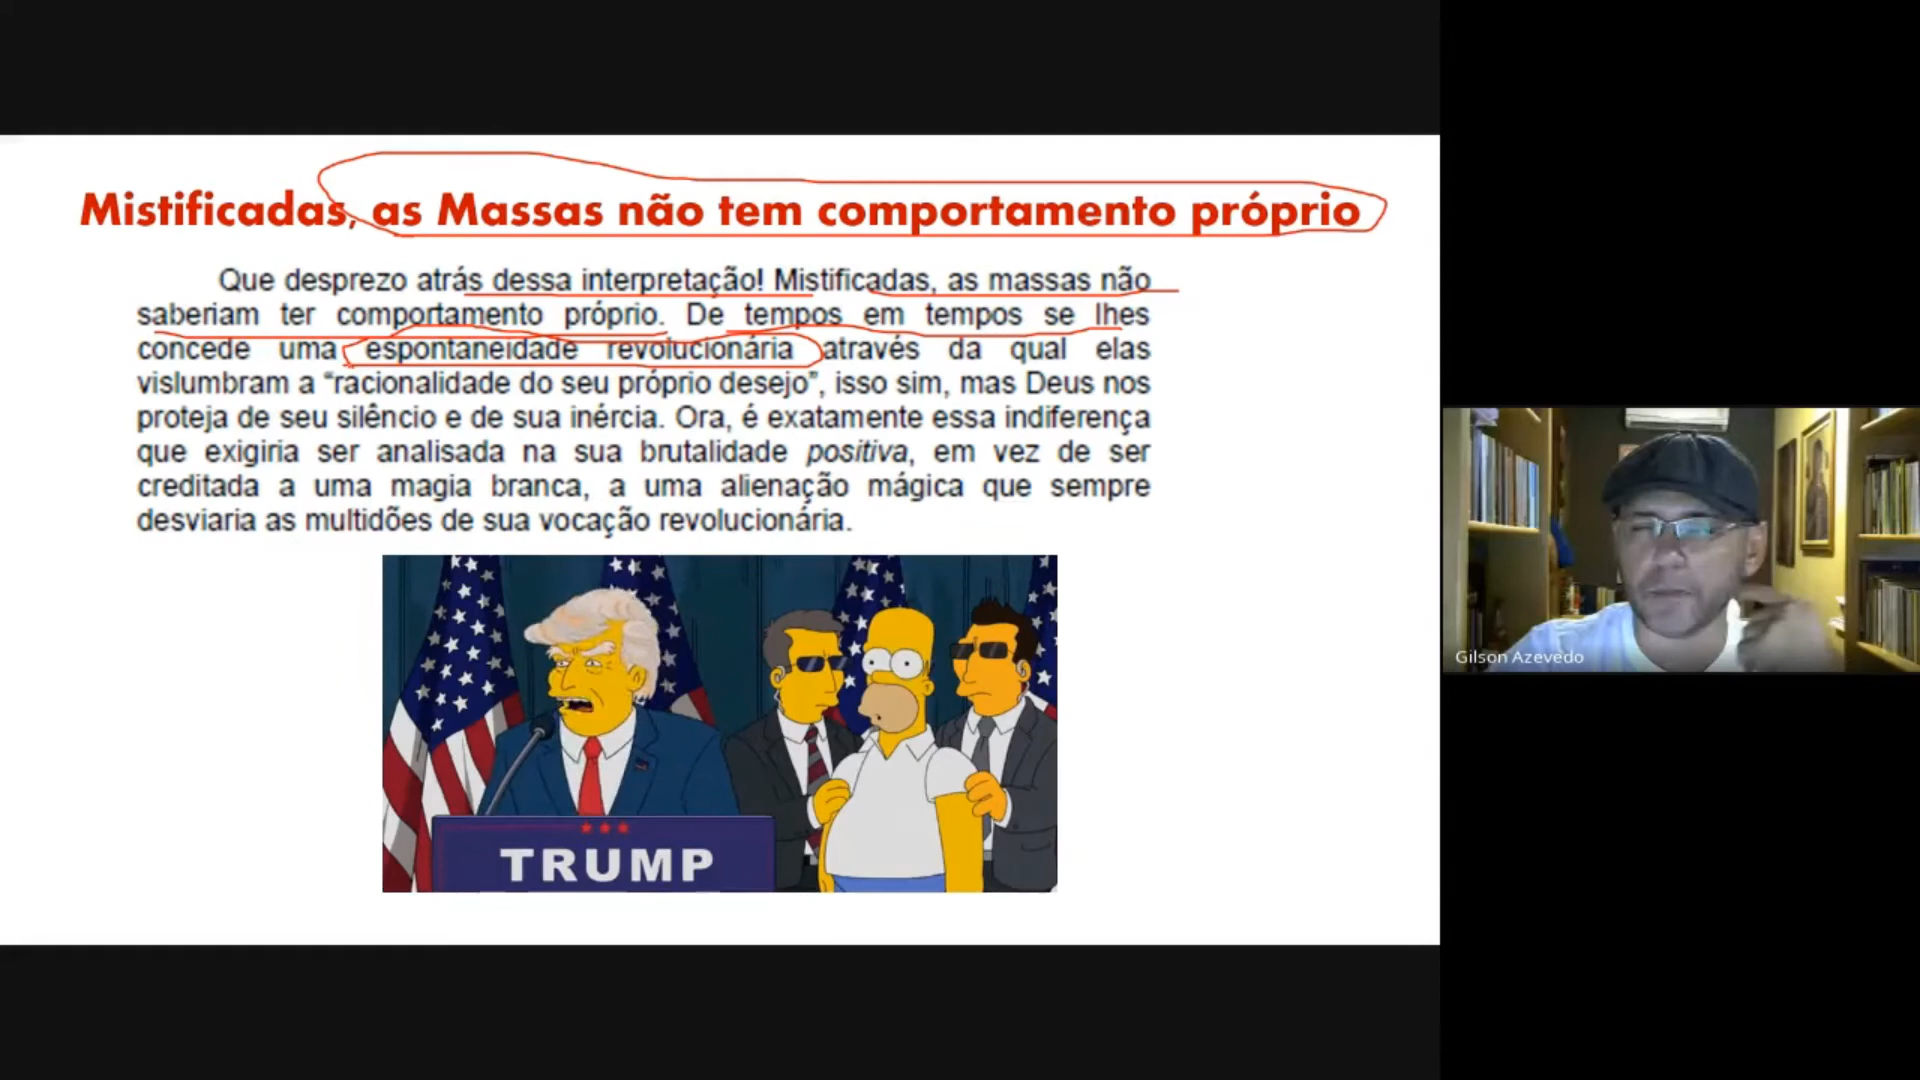 Mistificadas, as Massas não tem comportamento próprio
Que desprezo atrás dessa interpretação! Mistificadas, as massas não
saberiam ter comportamento próprio. De tempos em tempos se lhes
concede uma espontaneidade revolucionária através da qual elas
vislumbram a “racionalidade do seu próprio desejo”, isso sim, mas Deus nos
proteja de seu silêncio e de sua inércia. Ora, é exatamente essa indiferença
que exigiria ser analisada na sua brutalidade positiva, em vez de ser
creditada a uma magia branca, a uma alienação mágica que sempre
desviaria as multidões de sua vocação revolucionária.
TRUMP
Gilson Azevedo